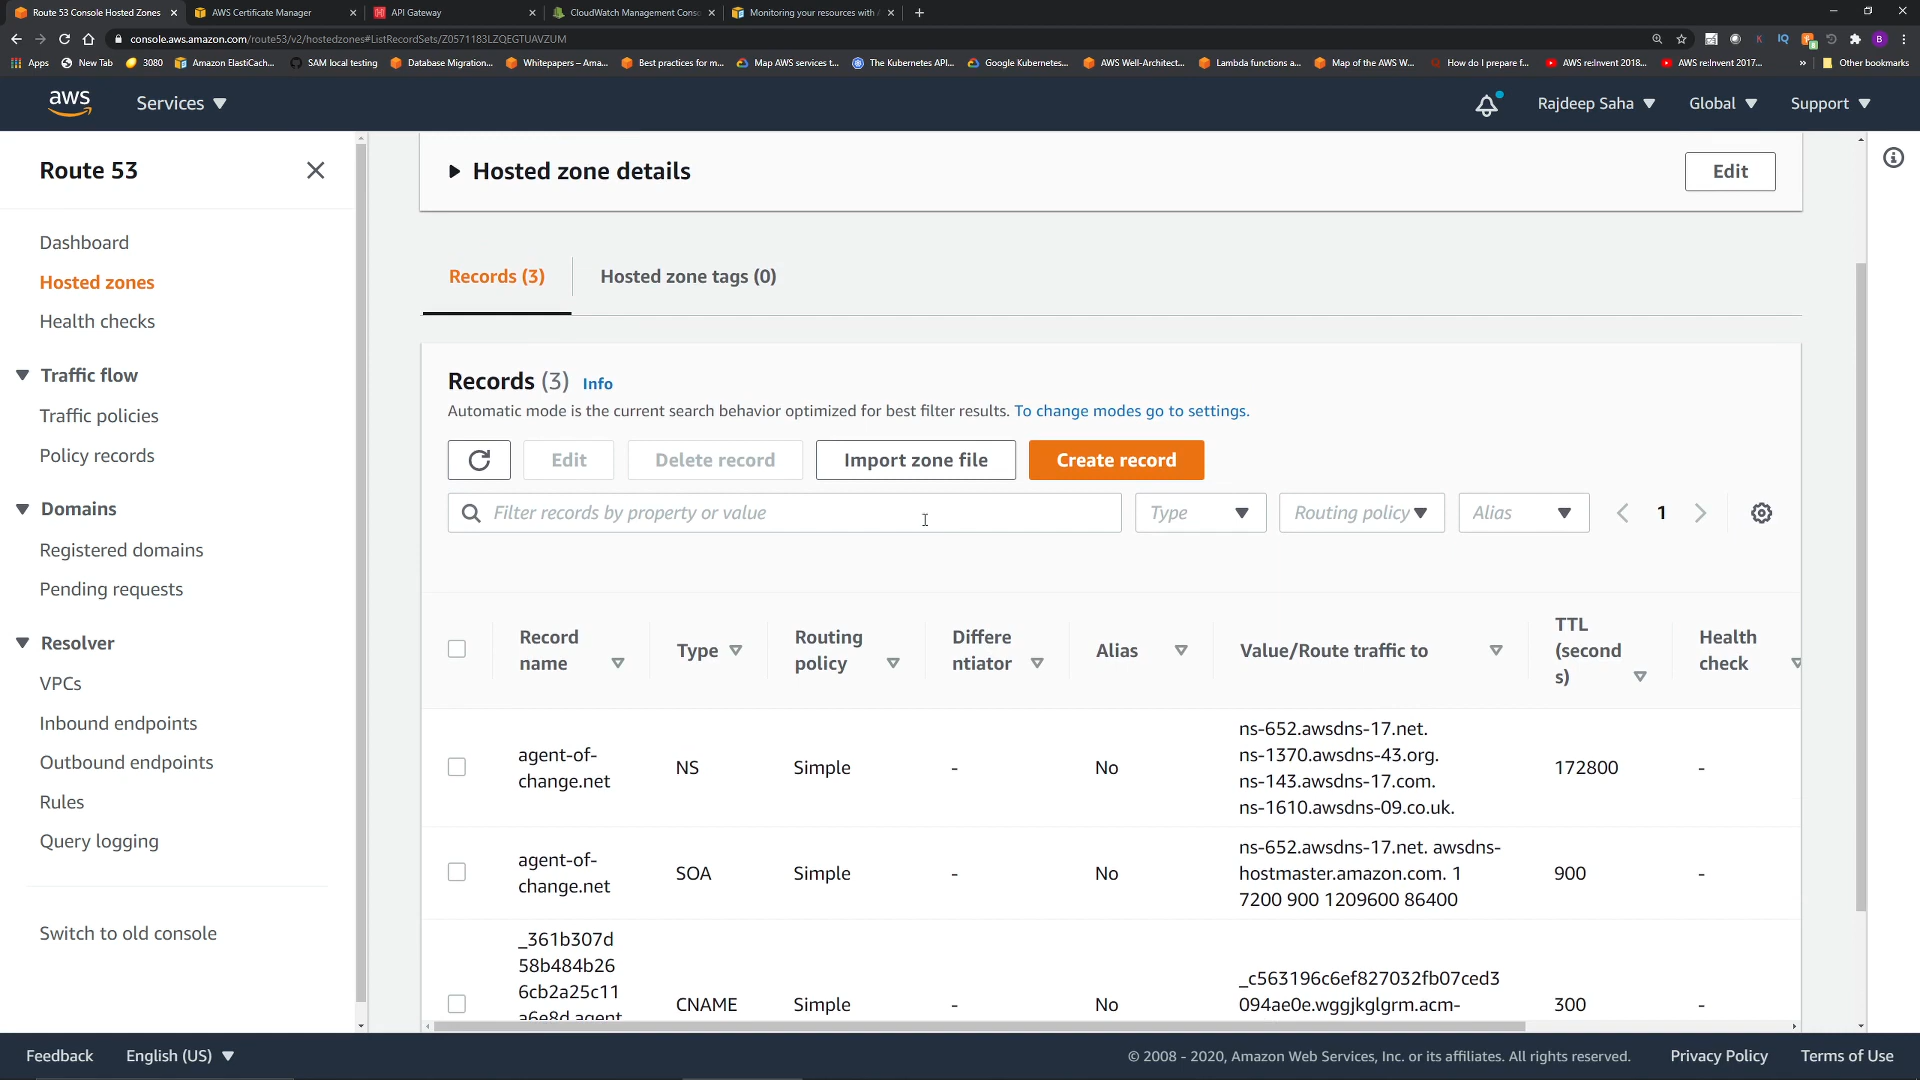 Route 53 Console Hosted Zones
AWS Certificate Manager
API Gateway
CloudWatch Management Conso
Monitoring your resources with
console.aws.amazon.com/route53/v2/hostedzones#ListRecordSets/Z0571183LZQEGTUAVZUM
Apps
New Tab
3080
Amazon ElastiCach...
SAM local testing
Database Migration...
Whitepapers – Ama...
Best practices for m...
Map AWS services t...
The Kubernetes API...
Google Kubernetes...
AWS Well-Architect...
Lambda functions a...
Map of the AWS W...
How do I prepare f...
AWS re:Invent 2018...
AWS re:Invent 2017...
»
Other bookmarks
aws
Services
Rajdeep Saha
Global
Support
Route 53
Dashboard
Hosted zones
Health checks
Traffic flow
Traffic policies
Policy records
Domains
Registered domains
Pending requests
Resolver
VPCs
Inbound endpoints
Outbound endpoints
Rules
Query logging
Switch to old console
Hosted zone details
Edit
Records (3)
Hosted zone tags (0)
Records (3) Info
Automatic mode is the current search behavior optimized for best filter results. To change modes go to settings.
Edit
Delete record
Import zone file
Create record
Filter records by property or value
Type
Routing policy
Alias
1
Record
name
Type
Routing
policy
Differe
ntiator
Alias
Value/Route traffic to
TTL
(second
s)
Health
check
agent-of-
change.net
NS
Simple
-
No
ns-652.awsdns-17.net.
ns-1370.awsdns-43.org.
ns-143.awsdns-17.com.
ns-1610.awsdns-09.co.uk.
172800
-
agent-of-
change.net
SOA
Simple
-
No
ns-652.awsdns-17.net. awsdns-
hostmaster.amazon.com. 1
7200 900 1209600 86400
900
-
_361b307d
58b484b26
6cb2a25c11
a6e8d.agent
CNAME
Simple
-
No
_c563196c6ef827032fb07ced3
094ae0e.wggjkglgrm.acm-
300
-
Feedback
English (US)
© 2008 - 2020, Amazon Web Services, Inc. or its affiliates. All rights reserved.
Privacy Policy
Terms of Use